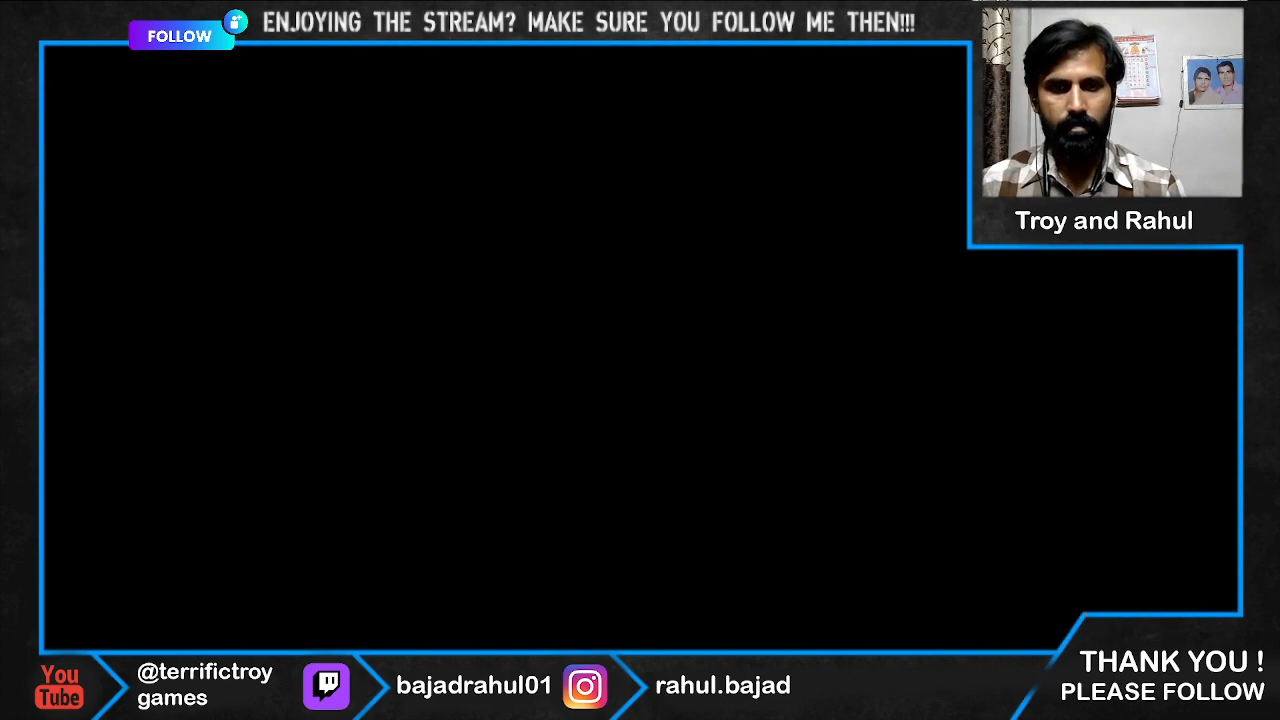 FOLLOW
ENJOYING THE STREAM? MAKE SURE YOU FOLLOW ME THEN!!!
Troy and Rahul
You
Tube
@terrifictroy
games
bajadrahul01
rahul.bajad
THANK YOU !
PLEASE FOLLOW